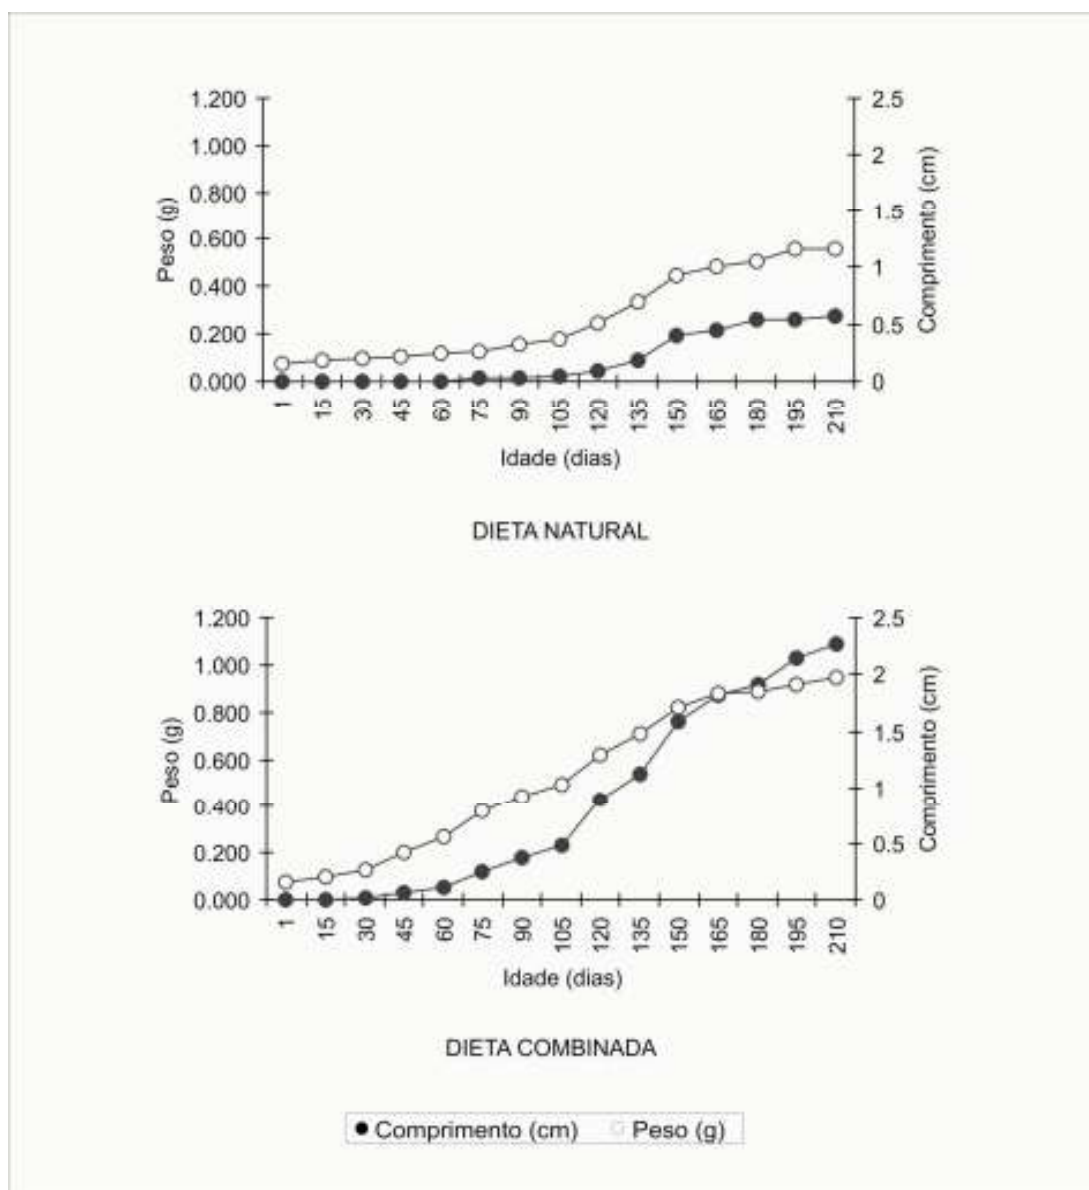 1.200
1.000
0.800
0.600
0.400
0.200
0.000
Peso (g)
2.5
2
1.5
1
0.5
0
Comprimento (cm)
1 15 30 45 60 75 90 105 120 135 150 165 180 195 210
Idade (dias)
DIETA NATURAL
1.200
1.000
0.800
0.600
0.400
0.200
0.000
Peso (g)
2.5
2
1.5
1
0.5
0
Comprimento (cm)
1 15 30 45 60 75 90 105 120 135 150 165 180 195 210
Idade (dias)
DIETA COMBINADA
Comprimento (cm) Peso (g)